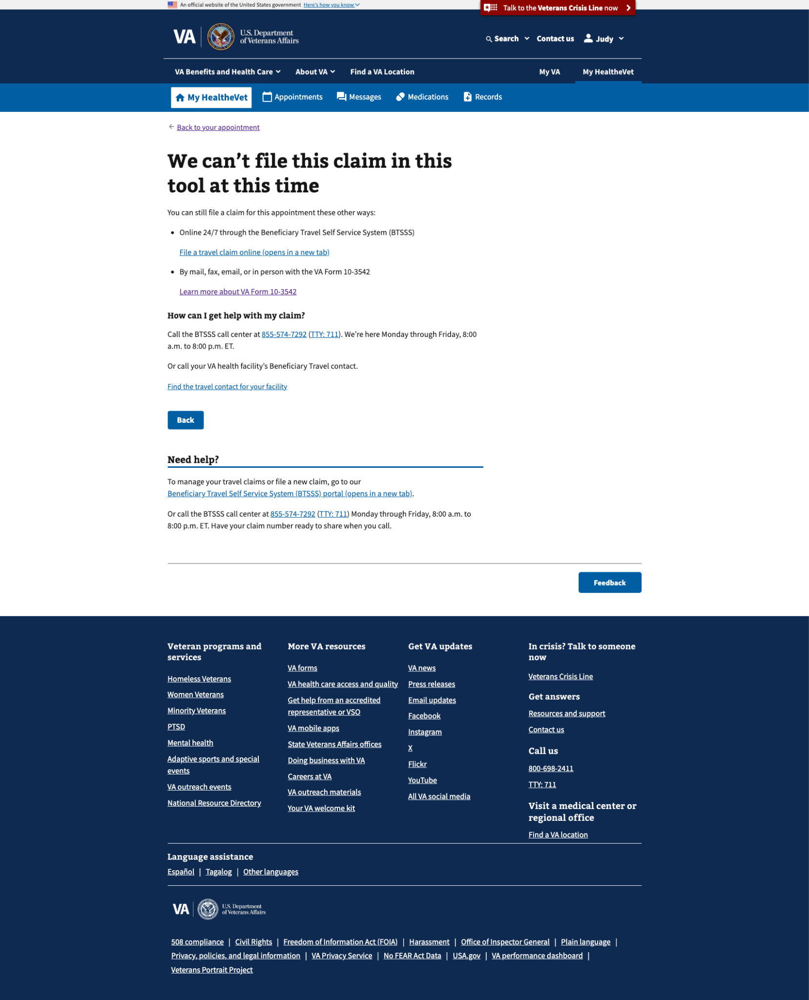 An official website of the United States government Here's how you know
Talk to the Veterans Crisis Line now
VA U.S. Department
of Veterans Affairs
Search Contact us Judy
VA Benefits and Health Care About VA Find a VA Location My VA My HealtheVet
My HealtheVet Appointments Messages Medications Records
Back to your appointment
We can’t file this claim in this
tool at this time
You can still file a claim for this appointment these other ways:
• Online 24/7 through the Beneficiary Travel Self Service System (BTSSS)
File a travel claim online (opens in a new tab)
• By mail, fax, email, or in person with the VA Form 10-3542
Learn more about VA Form 10-3542
How can I get help with my claim?
Call the BTSSS call center at 855-574-7292 (TTY: 711). We’re here Monday through Friday, 8:00
a.m. to 8:00 p.m. ET.
Or call your VA health facility’s Beneficiary Travel contact.
Find the travel contact for your facility
Back
Need help?
To manage your travel claims or file a new claim, go to our
Beneficiary Travel Self Service System (BTSSS) portal (opens in a new tab).
Or call the BTSSS call center at 855-574-7292 (TTY: 711) Monday through Friday, 8:00 a.m. to
8:00 p.m. ET. Have your claim number ready to share when you call.
Feedback
Veteran programs and
services
Homeless Veterans
Women Veterans
Minority Veterans
PTSD
Mental health
Adaptive sports and special
events
VA outreach events
National Resource Directory
More VA resources
VA forms
VA health care access and quality
Get help from an accredited
representative or VSO
VA mobile apps
State Veterans Affairs offices
Doing business with VA
Careers at VA
VA outreach materials
Your VA welcome kit
Get VA updates
VA news
Press releases
Email updates
Facebook
Instagram
X
Flickr
YouTube
All VA social media
In crisis? Talk to someone
now
Veterans Crisis Line
Get answers
Resources and support
Contact us
Call us
800-698-2411
TTY: 711
Visit a medical center or
regional office
Find a VA location
Language assistance
Español | Tagalog | Other languages
VA U.S. Department
of Veterans Affairs
508 compliance | Civil Rights | Freedom of Information Act (FOIA) | Harassment | Office of Inspector General | Plain language |
Privacy, policies, and legal information | VA Privacy Service | No FEAR Act Data | USA.gov | VA performance dashboard |
Veterans Portrait Project